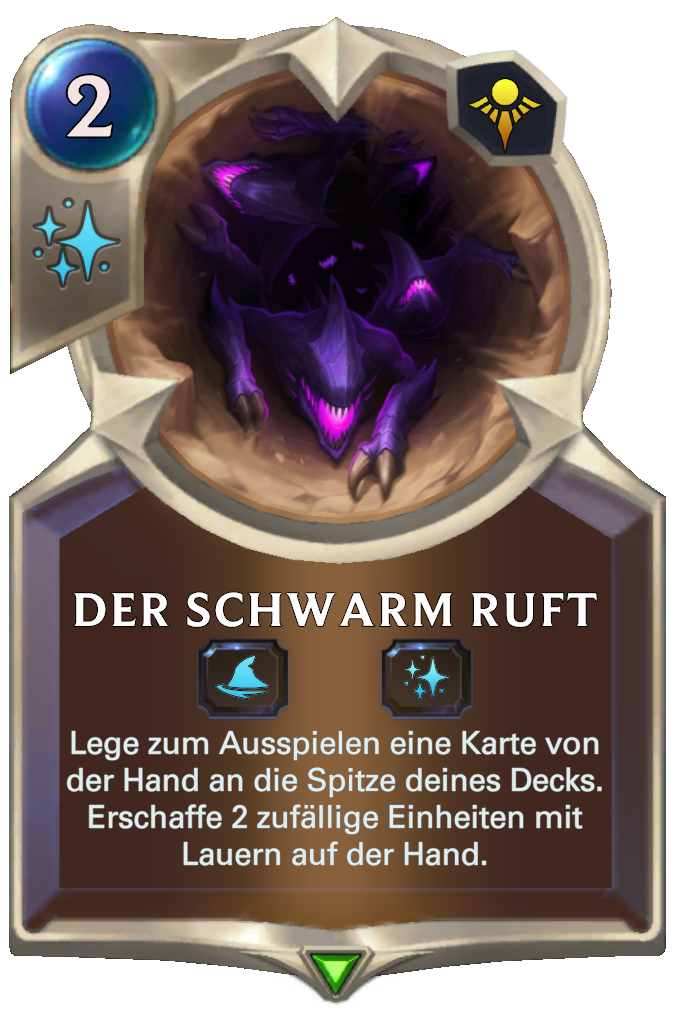 2
DER SCHWARM RUFT
Lege zum Ausspielen eine Karte von
der Hand an die Spitze deines Decks.
Erschaffe 2 zufällige Einheiten mit
Lauern auf der Hand.